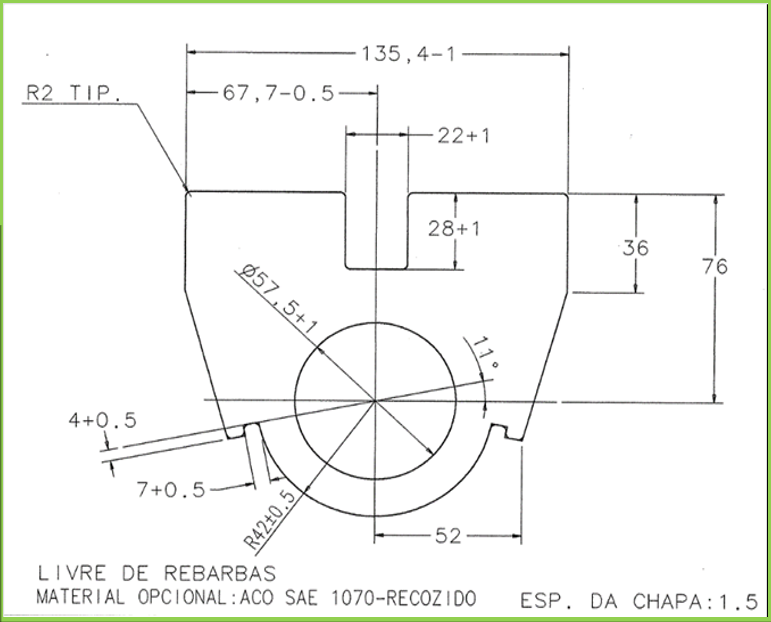 135,4-1
R2 TIP.
67,7-0.5
22+1
28+1
36
76
Ø57,5+1
11°
4+0.5
7+0.5
R42±0.5
52
LIVRE DE REBARBAS
MATERIAL OPCIONAL:ACO SAE 1070-RECOZIDO
ESP. DA CHAPA:1.5